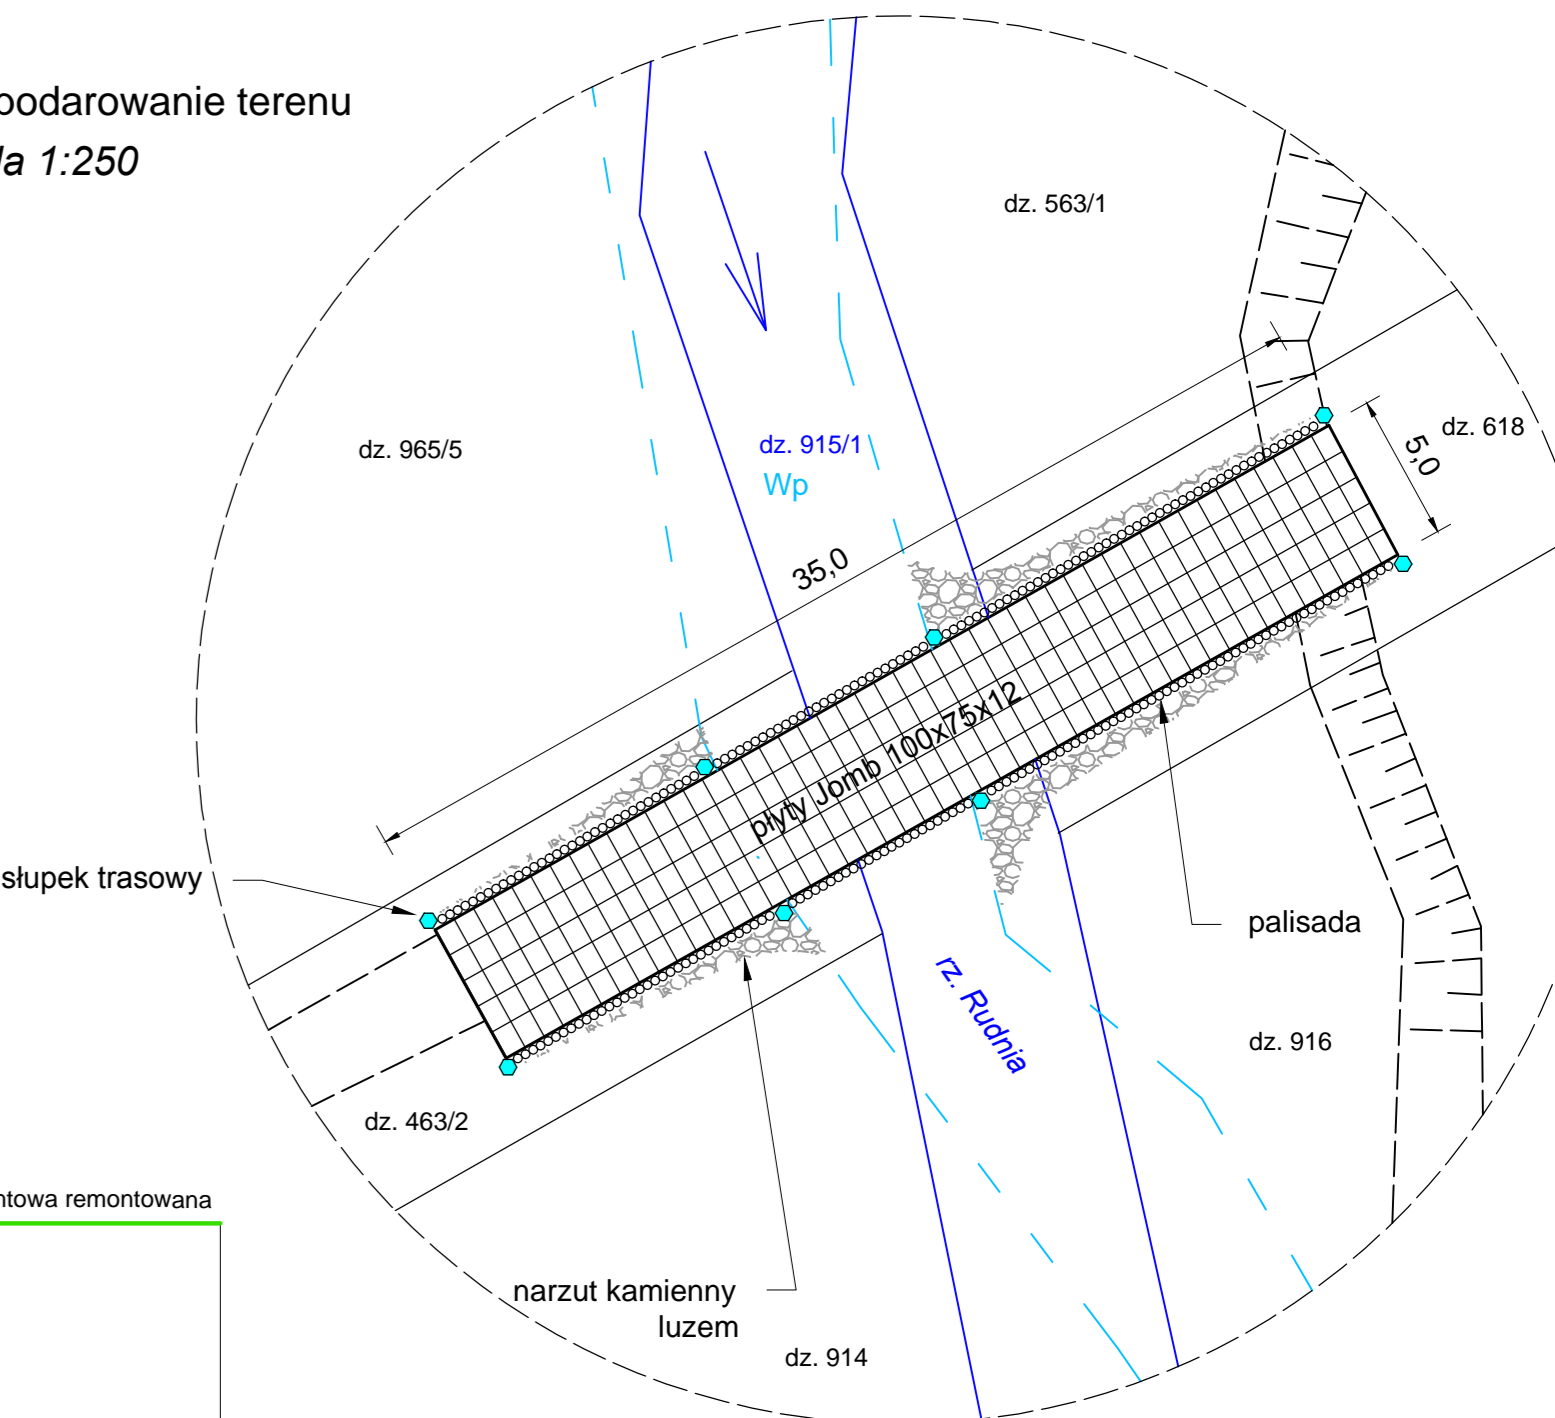 podarowanie terenu
la 1:250
dz. 563/1
dz. 965/5
dz. 915/1
Wp
5,0
dz. 618
35,0
płyty Jomb 100x75x12
słupek trasowy
palisada
rz. Rudnia
dz. 916
dz. 463/2
ntowa remontowana
narzut kamienny
luzem
dz. 914